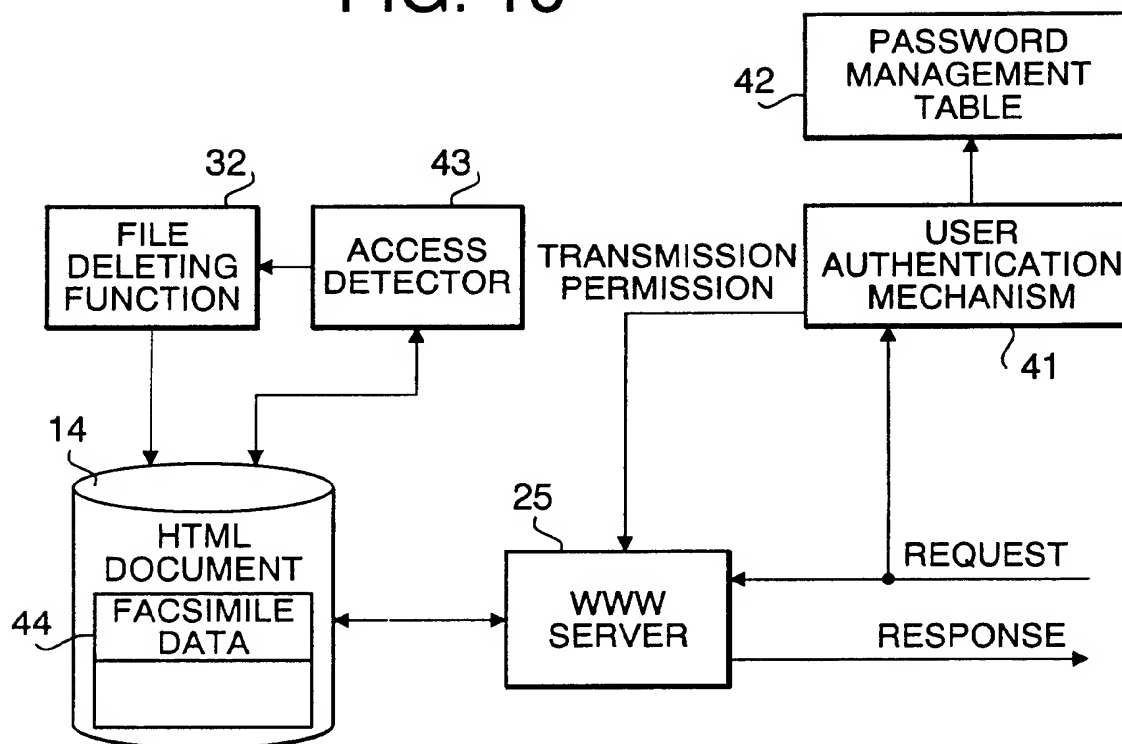 PASSWORD
MANAGEMENT
TABLE
42
32
43
FILE
DELETING
FUNCTION
ACCESS
DETECTOR
TRANSMISSION
PERMISSION
USER
AUTHENTICATION
MECHANISM
41
14
25
HTML
DOCUMENT
FACSIMILE
DATA
44
WWW
SERVER
REQUEST
RESPONSE